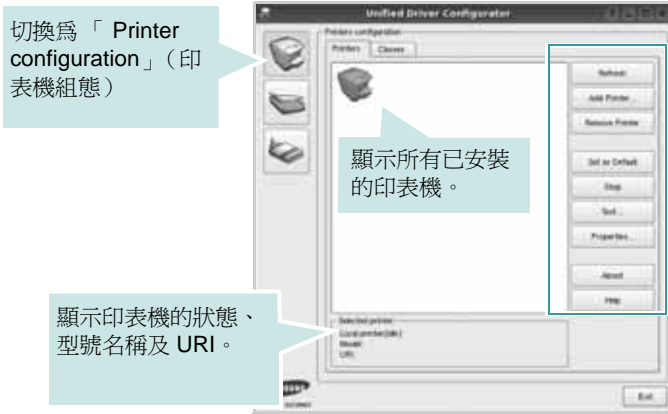 Unified Driver Configurator
切換爲 「 Printer
configuration」（印
表機組態）
Printers configuration
Printers
Classes
Refresh
Add Printer...
Remove Printer
Set as Default
Stop
Test...
Properties...
About
Help
顯示所有已安裝
的印表機。
顯示印表機的狀態、
型號名稱及 URI。
Selected printer:
Local printer(idle)
Model:
URI:
Exit